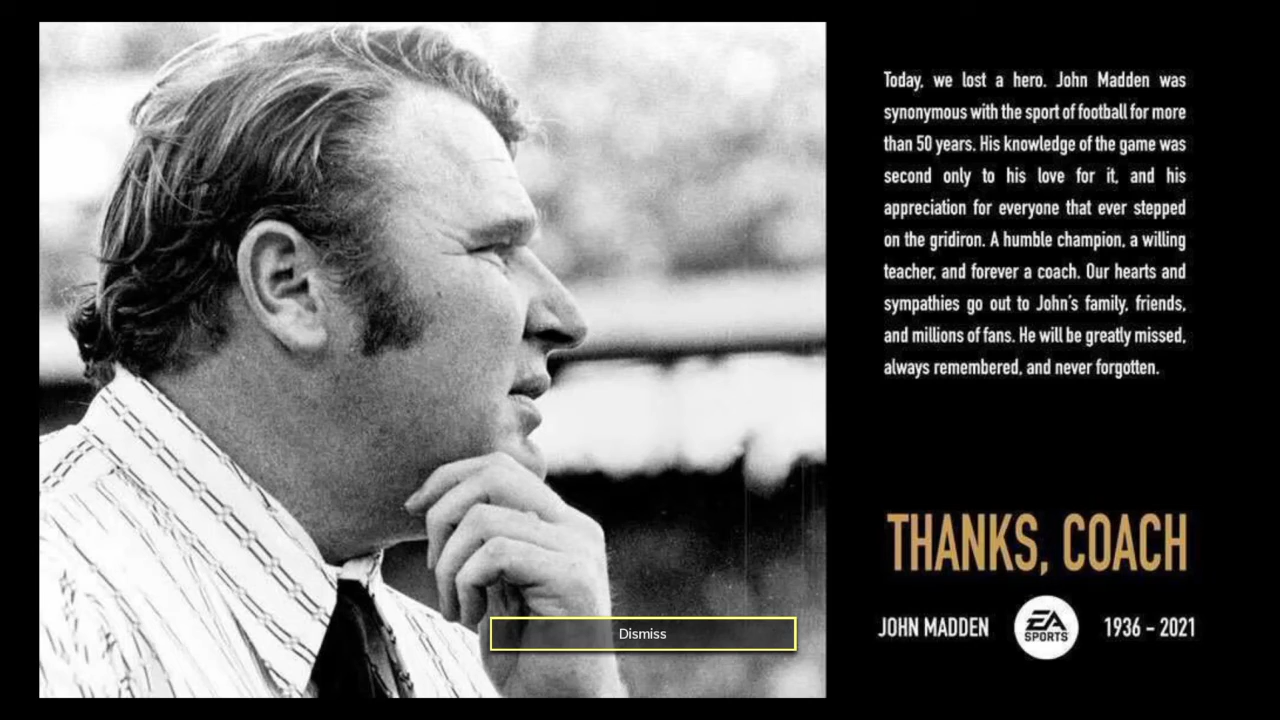 Today, we lost a hero. John Madden was
synonymous with the sport of football for more
than 50 years. His knowledge of the game was
second only to his love for it, and his
appreciation for everyone that ever stepped
on the gridiron. A humble champion, a willing
teacher, and forever a coach. Our hearts and
sympathies go out to John's family, friends,
and millions of fans. He will be greatly missed,
always remembered, and never forgotten.
THANKS, COACH
JOHN MADDEN
EA
SPORTS
1936 – 2021
Dismiss